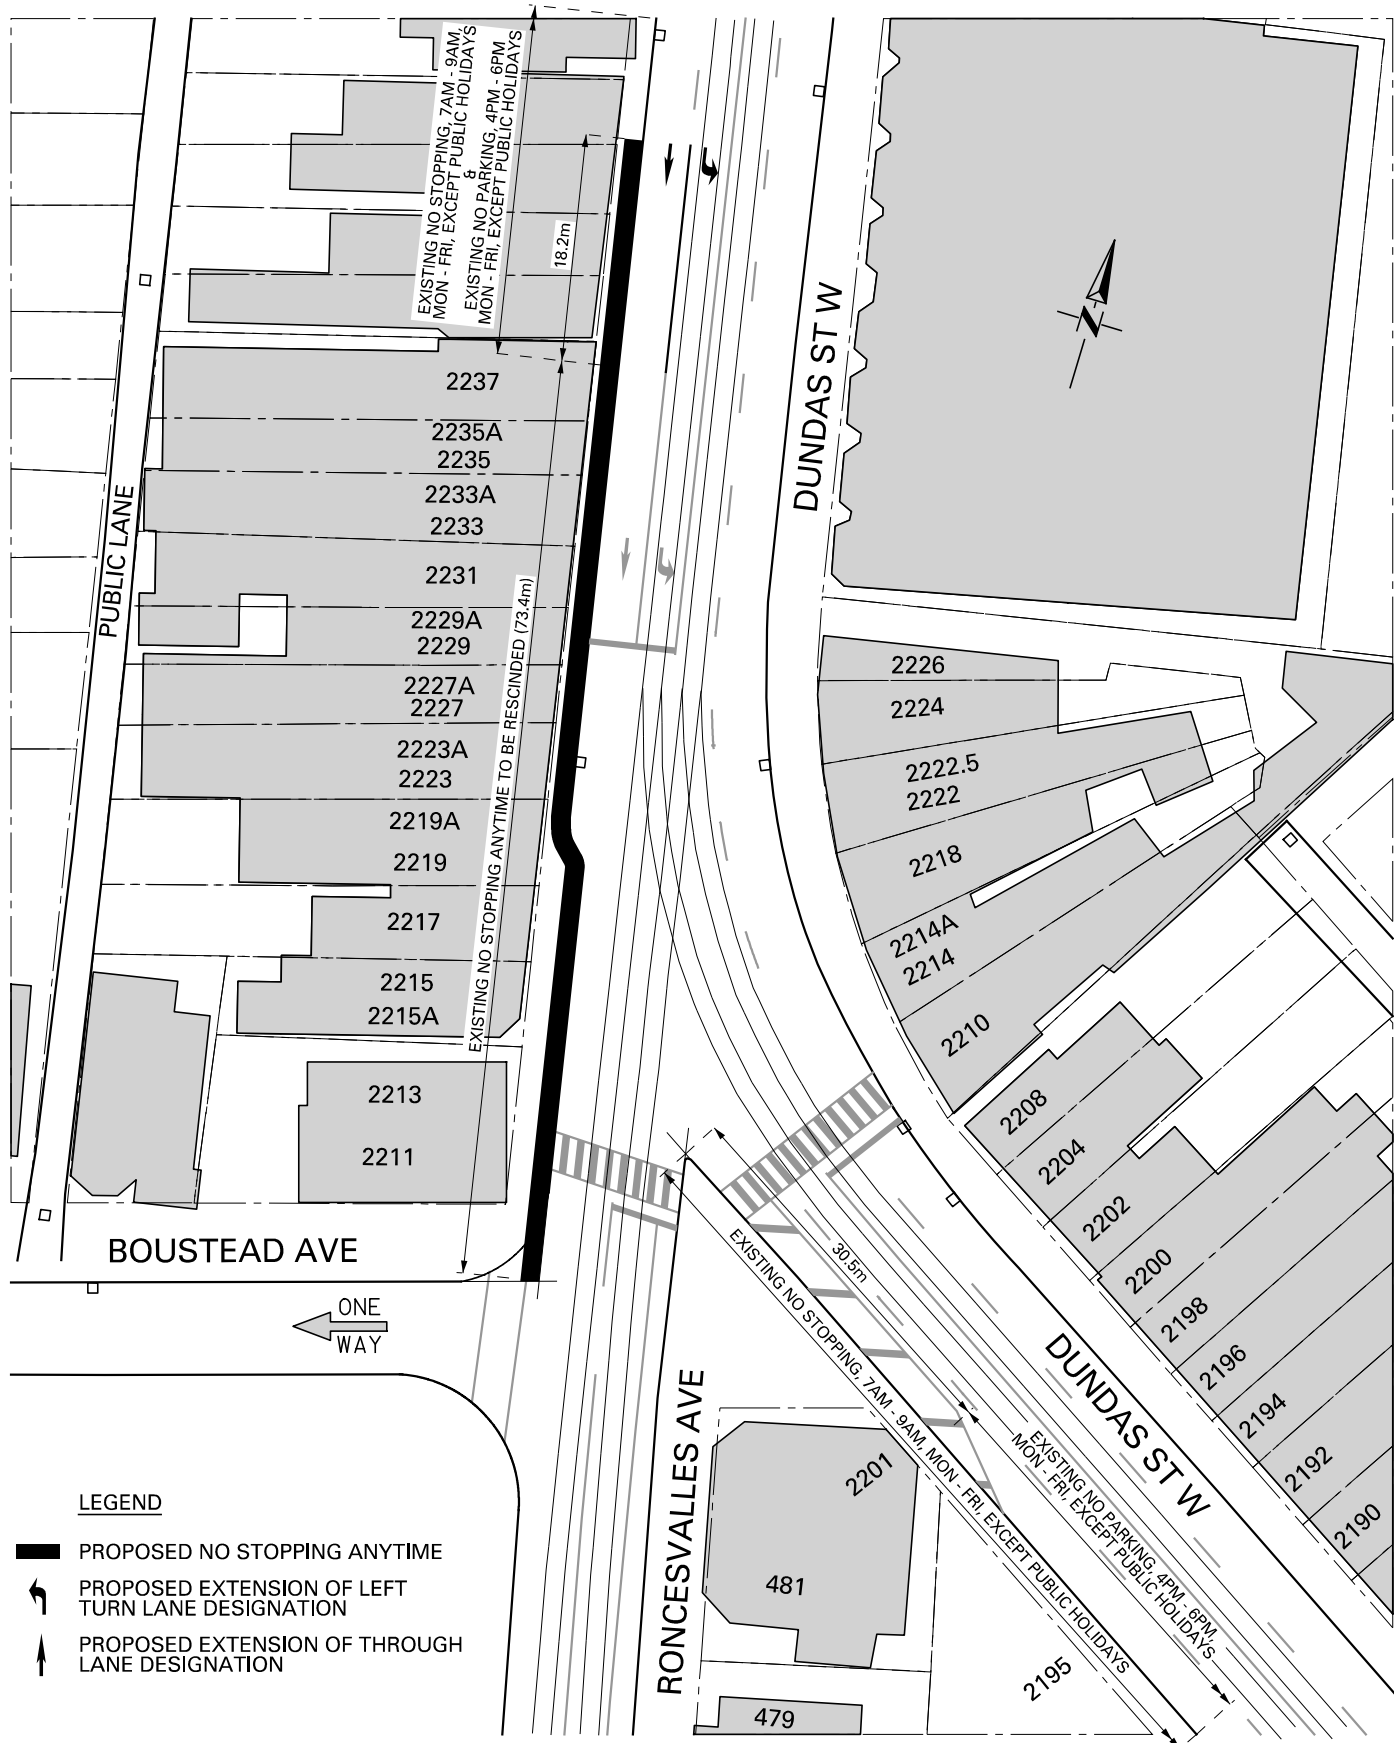 EXISTING NO STOPPING, 7AM - 9AM,
MON - FRI, EXCEPT PUBLIC HOLIDAYS
&
EXISTING NO PARKING, 4PM - 6PM
MON - FRI, EXCEPT PUBLIC HOLIDAYS
18.2m
DUNDAS ST W
N
PUBLIC LANE
2237
2235A
2235
2233A
2233
2231
2229A
2229
2227A
2227
2223A
2223
2219A
2219
2217
2215
2215A
2213
2211
EXISTING NO STOPPING ANYTIME TO BE RESCINDED (73.4m)
2226
2224
2222.5
2222
2218
2214A
2214
2210
2208
2204
2202
2200
2198
2196
2194
2192
2190
BOUSTEAD AVE
ONE
WAY
30.5m
EXISTING NO STOPPING, 7AM - 9AM, MON - FRI, EXCEPT PUBLIC HOLIDAYS
EXISTING NO PARKING, 4PM - 6PM,
MON - FRI, EXCEPT PUBLIC HOLIDAYS
DUNDAS ST W
RONCESVALLES AVE
2201
481
2195
479
LEGEND
PROPOSED NO STOPPING ANYTIME
PROPOSED EXTENSION OF LEFT
TURN LANE DESIGNATION
PROPOSED EXTENSION OF THROUGH
LANE DESIGNATION